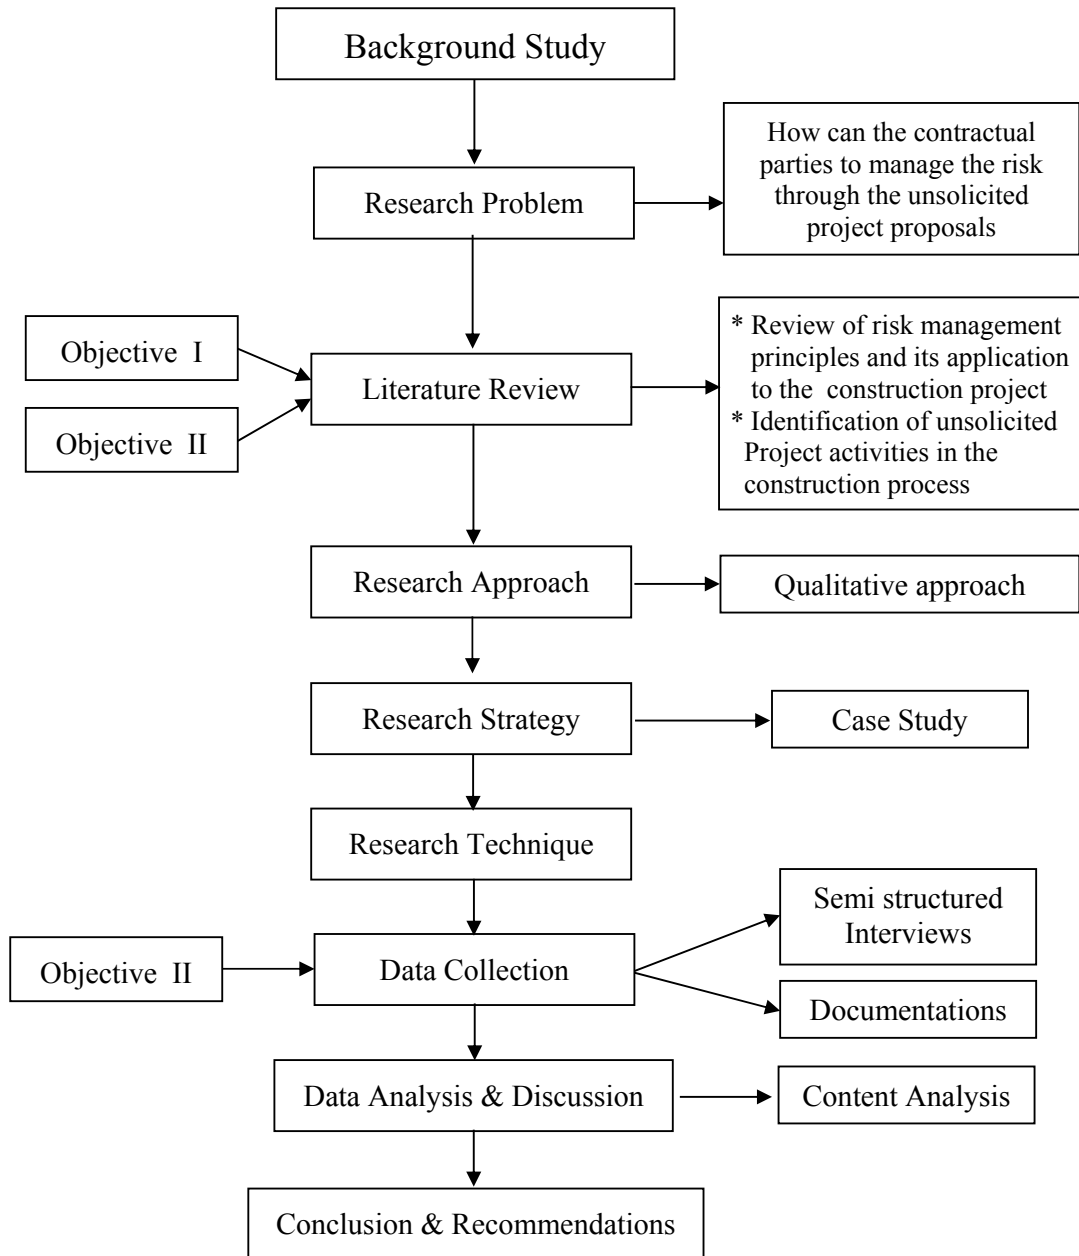 Background Study
How can the contractual
parties to manage the risk
through the unsolicited
project proposals
Research Problem
* Review of risk management
principles and its application
to the construction project
* Identification of unsolicited
Project activities in the
construction process
Objective I
Literature Review
Objective II
Research Approach
Qualitative approach
Research Strategy
Case Study
Research Technique
Semi structured
Interviews
Objective II
Data Collection
Documentations
Data Analysis & Discussion
Content Analysis
Conclusion & Recommendations